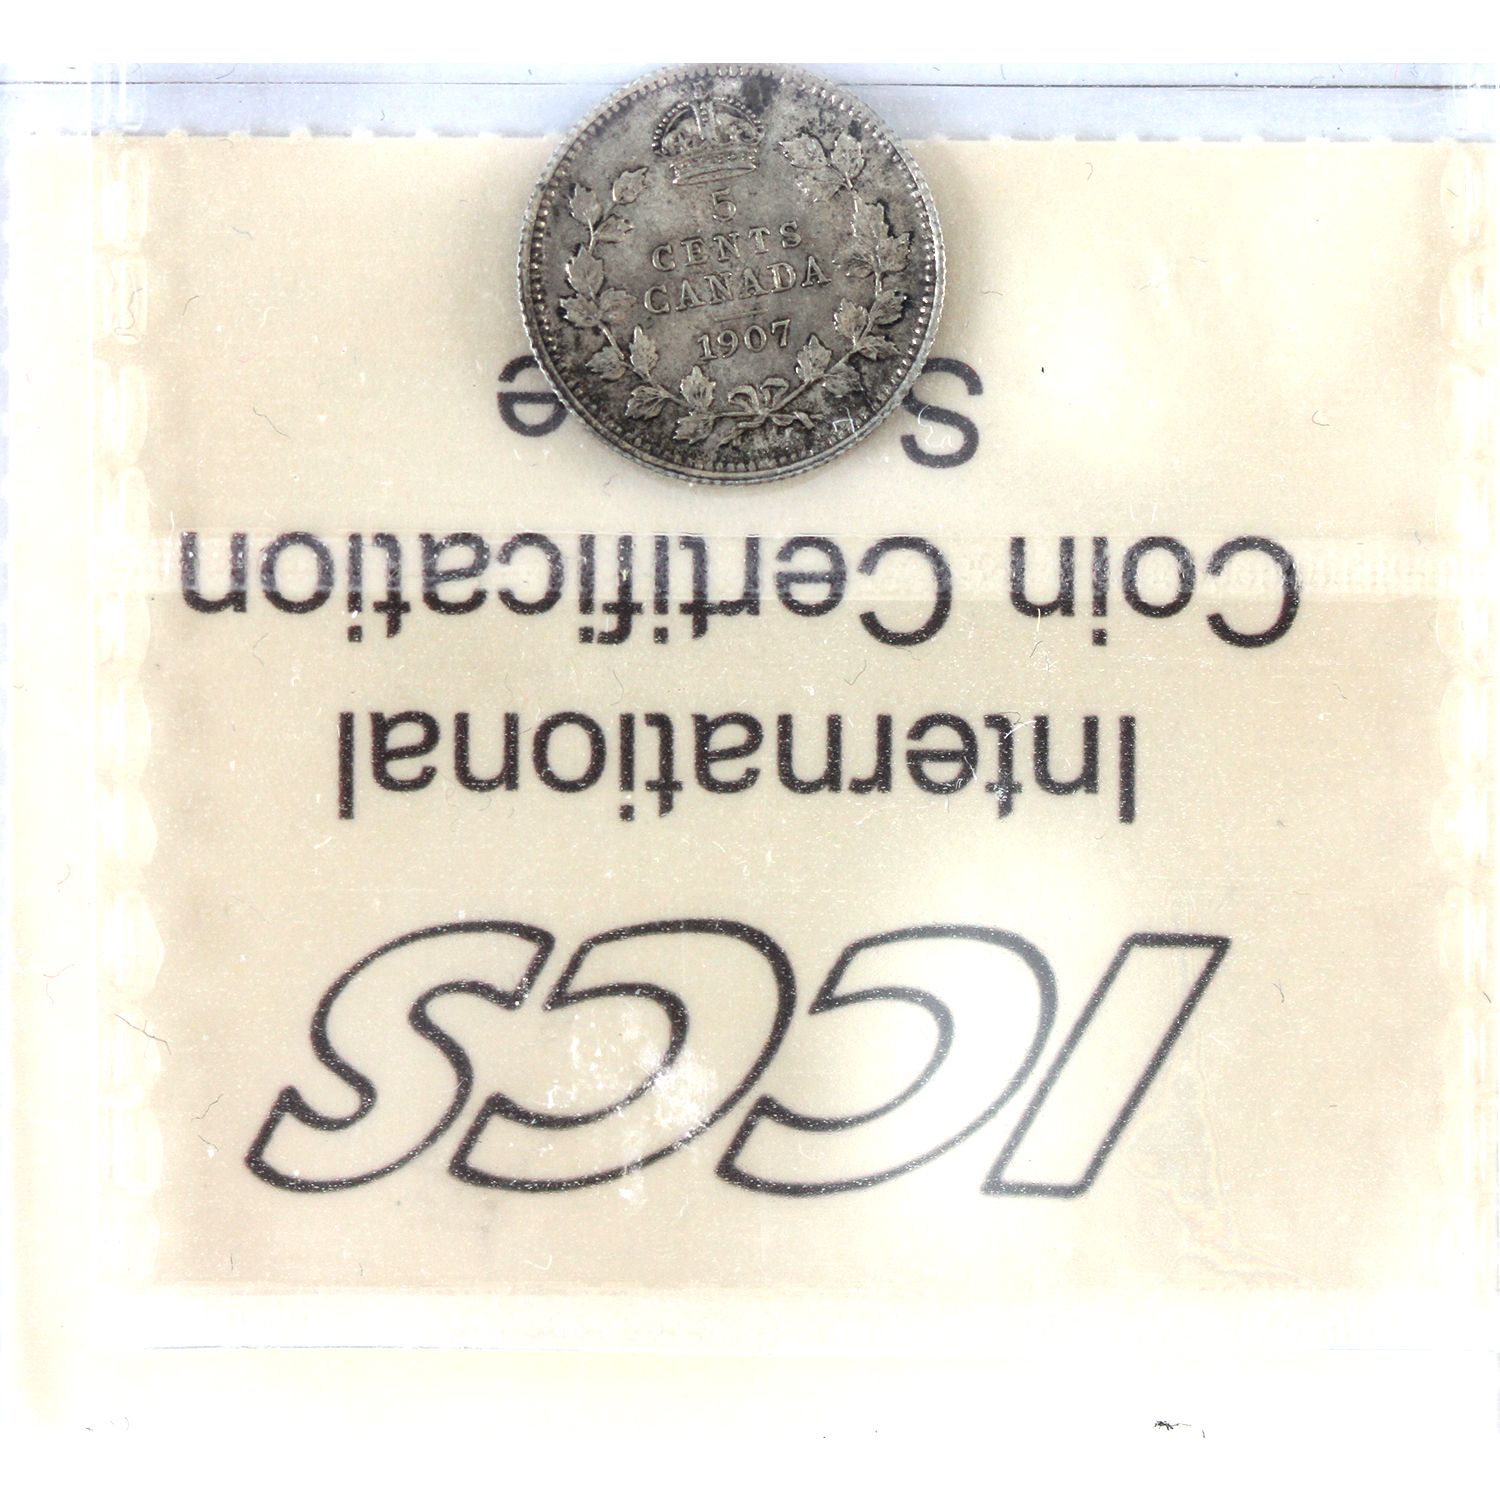 5
CENTS
CANADA
1907
ICCS
International
Coin Certification
S e